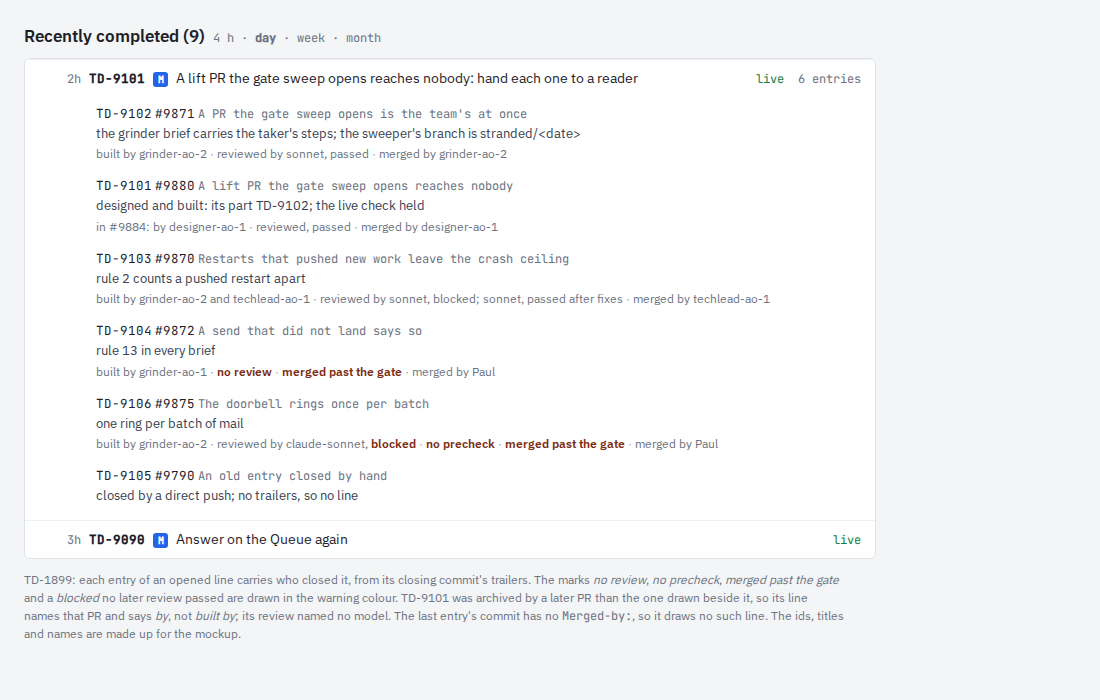 Recently completed (9) 4 h · day · week · month
2h TD-9101 M A lift PR the gate sweep opens reaches nobody: hand each one to a reader live 6 entries
TD-9102 #9871 A PR the gate sweep opens is the team's at once
the grinder brief carries the taker's steps; the sweeper's branch is stranded/<date>
built by grinder-ao-2 · reviewed by sonnet, passed · merged by grinder-ao-2
TD-9101 #9880 A lift PR the gate sweep opens reaches nobody
designed and built: its part TD-9102; the live check held
in #9884: by designer-ao-1 · reviewed, passed · merged by designer-ao-1
TD-9103 #9870 Restarts that pushed new work leave the crash ceiling
rule 2 counts a pushed restart apart
built by grinder-ao-2 and techlead-ao-1 · reviewed by sonnet, blocked; sonnet, passed after fixes · merged by techlead-ao-1
TD-9104 #9872 A send that did not land says so
rule 13 in every brief
built by grinder-ao-1 · no review · merged past the gate · merged by Paul
TD-9106 #9875 The doorbell rings once per batch
one ring per batch of mail
built by grinder-ao-2 · reviewed by claude-sonnet, blocked · no precheck · merged past the gate · merged by Paul
TD-9105 #9790 An old entry closed by hand
closed by a direct push; no trailers, so no line
3h TD-9090 M Answer on the Queue again live
TD-1899: each entry of an opened line carries who closed it, from its closing commit's trailers. The marks no review, no precheck, merged past the gate
and a blocked no later review passed are drawn in the warning colour. TD-9101 was archived by a later PR than the one drawn beside it, so its line
names that PR and says by, not built by; its review named no model. The last entry's commit has no Merged-by:, so it draws no such line. The ids, titles
and names are made up for the mockup.